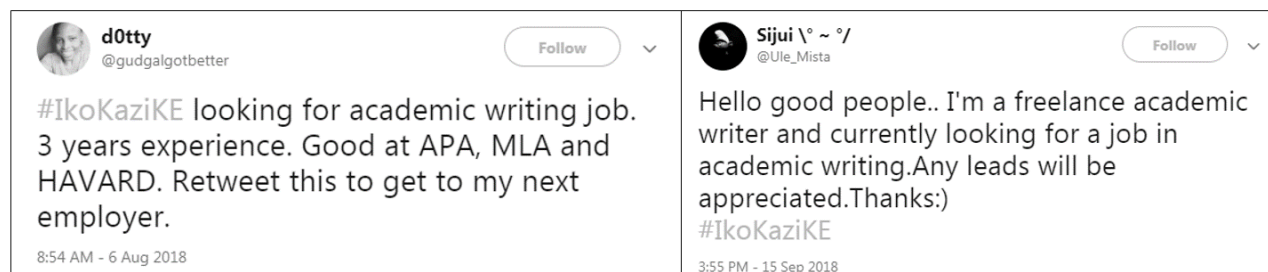 d0tty
@gudgalgotbetter
Follow
#IkoKaziKE looking for academic writing job.
3 years experience. Good at APA, MLA and
HAVARD. Retweet this to get to my next
employer.
8:54 AM - 6 Aug 2018
Sijui \° ~ °/
@Ule_Mista
Follow
Hello good people.. I'm a freelance academic
writer and currently looking for a job in
academic writing.Any leads will be
appreciated.Thanks:)
#IkoKaziKE
3:55 PM - 15 Sep 2018